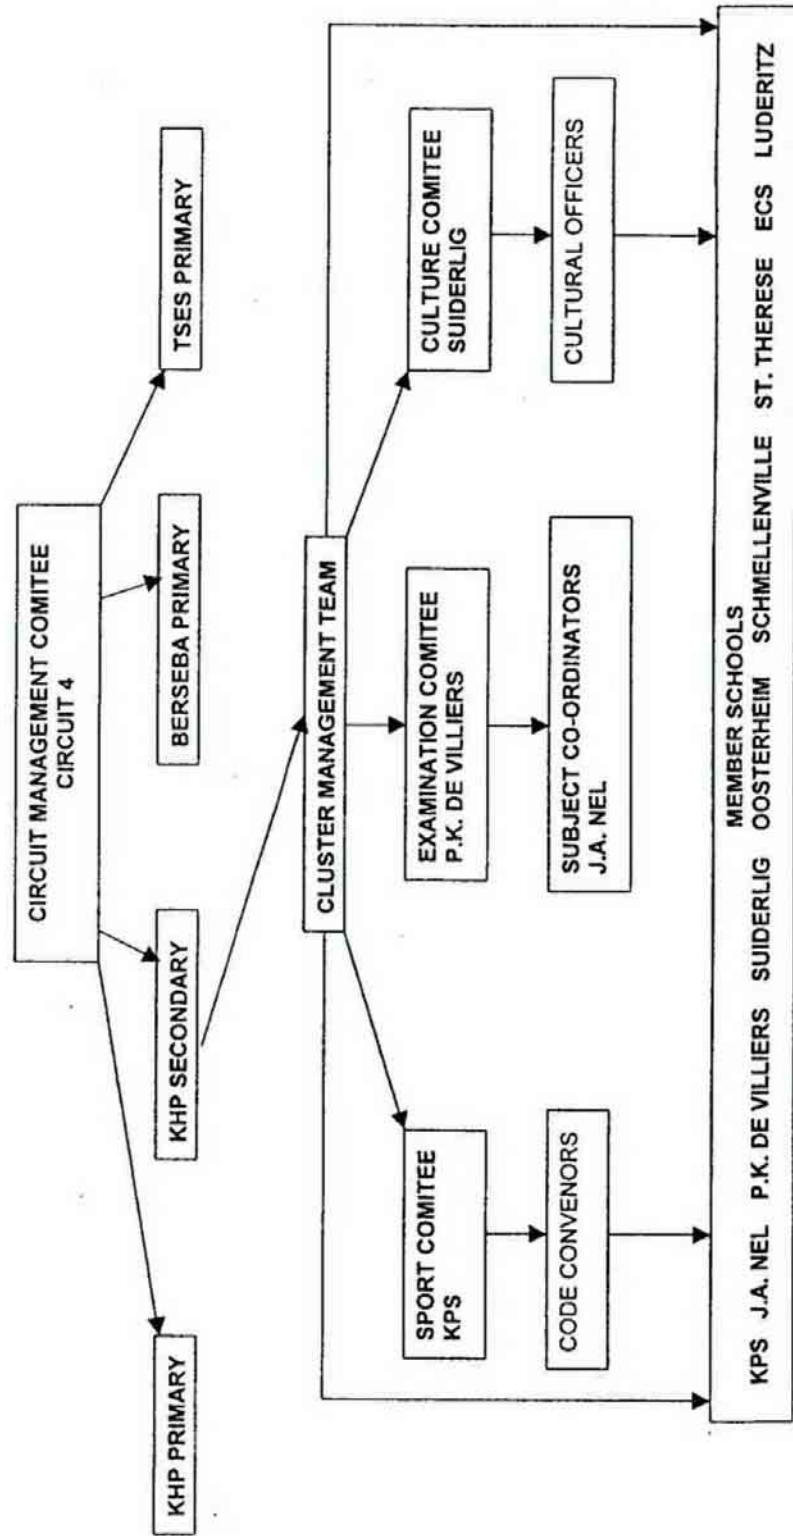 CIRCUIT MANAGEMENT COMITEE
CIRCUIT 4
KHP PRIMARY
KHP SECONDARY
BERSEBA PRIMARY
TSES PRIMARY
CLUSTER MANAGEMENT TEAM
SPORT COMITEE
KPS
EXAMINATION COMITEE
P.K. DE VILLIERS
CULTURE COMITEE
SUIDERLIG
CODE CONVENORS
SUBJECT CO-ORDINATORS
J.A. NEL
CULTURAL OFFICERS
MEMBER SCHOOLS
KPS J.A. NEL P.K. DE VILLIERS SUIDERLIG OOSTERHEIM SCHMELLENVILLE ST. THERESE ECS LUDERITZ